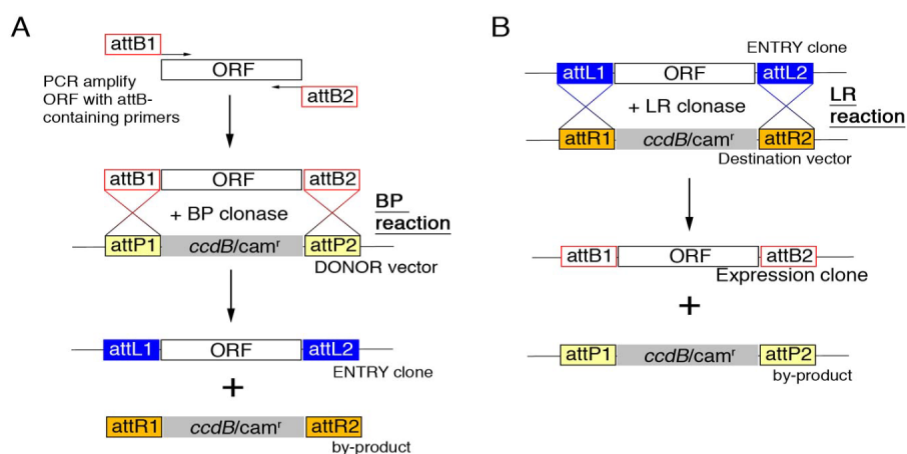 A
attB1
ORF
PCR amplify
ORF with attB-
containing primers
attB2
attB1 ORF attB2
+ BP clonase
BP
reaction
attP1 ccdB/camʳ attP2
DONOR vector
attL1 ORF attL2
ENTRY clone
+
attR1 ccdB/camʳ attR2
by-product
B
ENTRY clone
attL1 ORF attL2
+ LR clonase
LR
reaction
attR1 ccdB/camʳ attR2
Destination vector
attB1 ORF attB2
Expression clone
+
attP1 ccdB/camʳ attP2
by-product